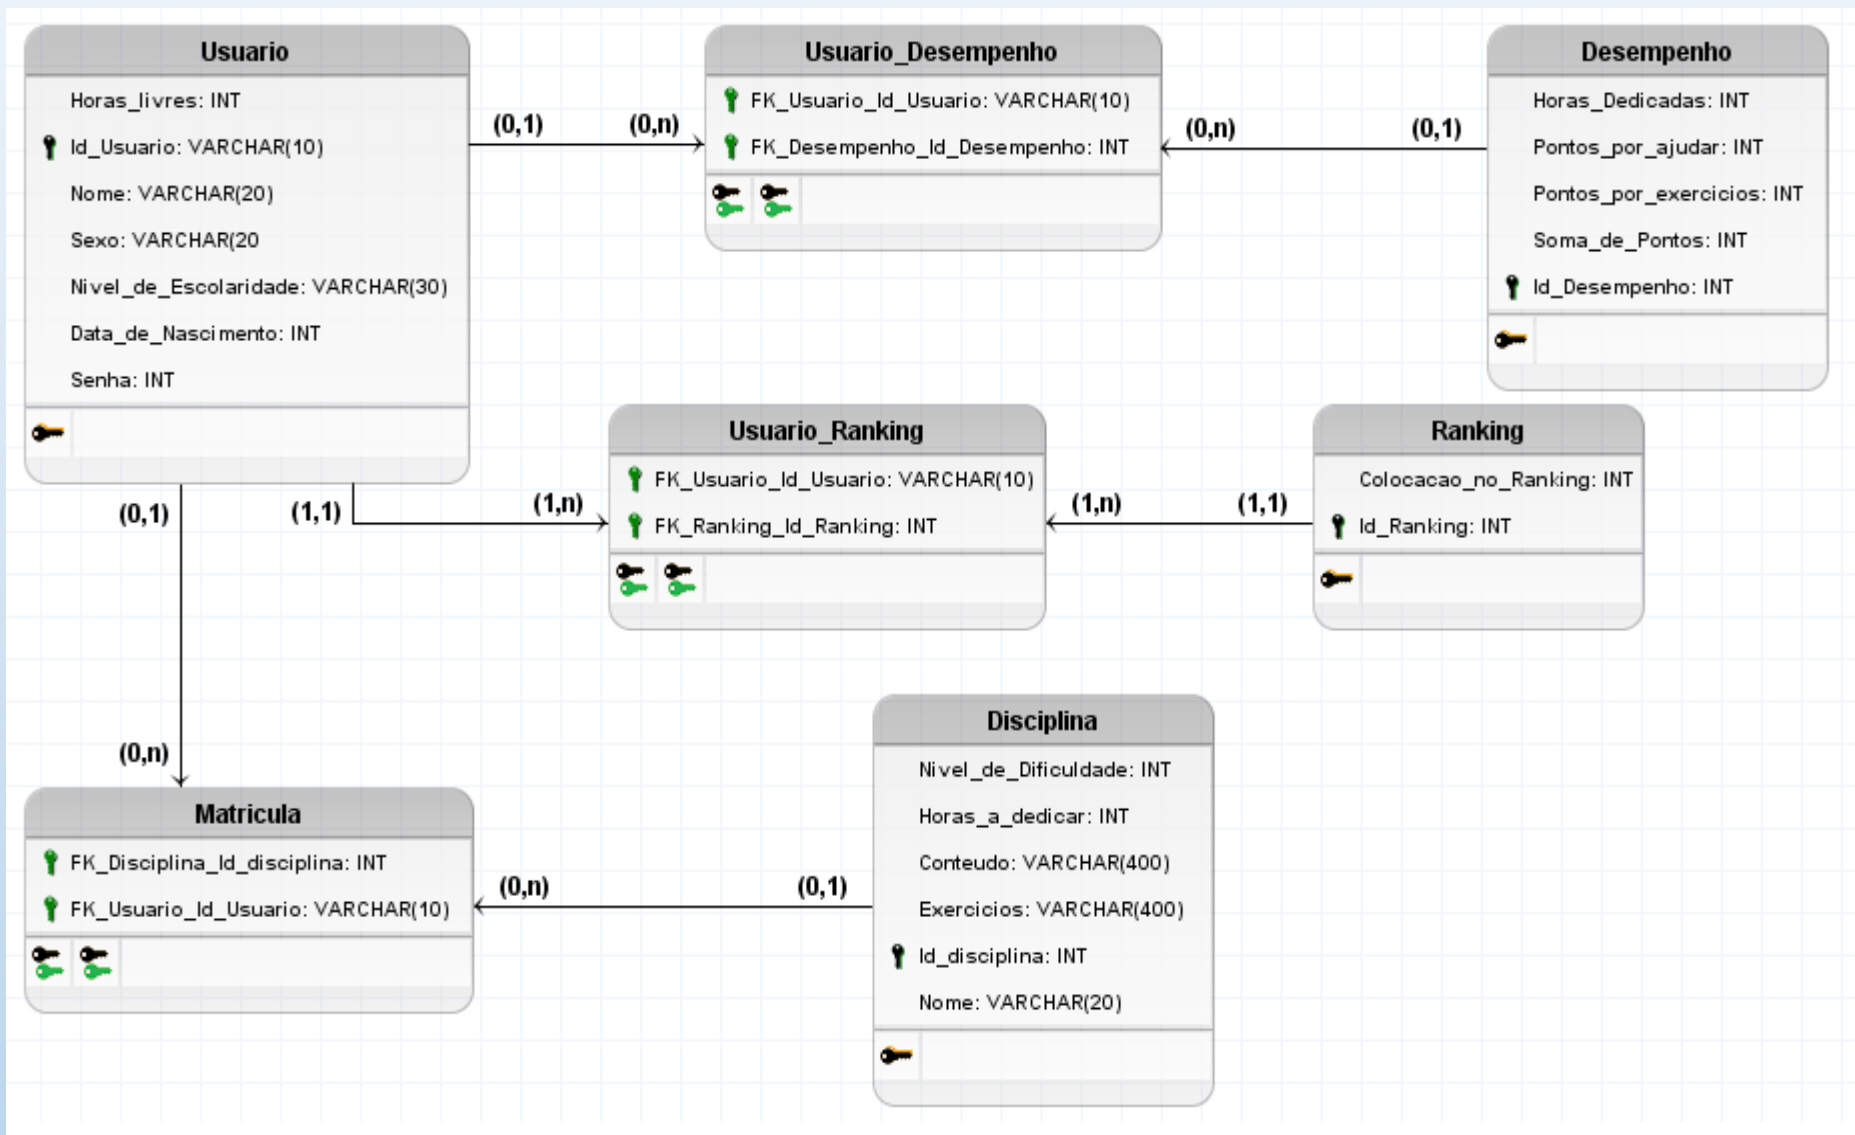 Usuario
Horas_livres: INT
Id_Usuario: VARCHAR(10)
Nome: VARCHAR(20)
Sexo: VARCHAR(20
Nivel_de_Escolaridade: VARCHAR(30)
Data_de_Nascimento: INT
Senha: INT
(0,1)
(0,n)
Usuario_Desempenho
FK_Usuario_Id_Usuario: VARCHAR(10)
FK_Desempenho_Id_Desempenho: INT
(0,n)
(0,1)
Desempenho
Horas_Dedicadas: INT
Pontos_por_ajudar: INT
Pontos_por_exercicios: INT
Soma_de_Pontos: INT
Id_Desempenho: INT
(0,1)
(1,1)
(1,n)
Usuario_Ranking
FK_Usuario_Id_Usuario: VARCHAR(10)
FK_Ranking_Id_Ranking: INT
(1,n)
(1,1)
Ranking
Colocacao_no_Ranking: INT
Id_Ranking: INT
(0,n)
Matricula
FK_Disciplina_Id_disciplina: INT
FK_Usuario_Id_Usuario: VARCHAR(10)
(0,n)
(0,1)
Disciplina
Nivel_de_Dificuldade: INT
Horas_a_dedicar: INT
Conteudo: VARCHAR(400)
Exercicios: VARCHAR(400)
Id_disciplina: INT
Nome: VARCHAR(20)